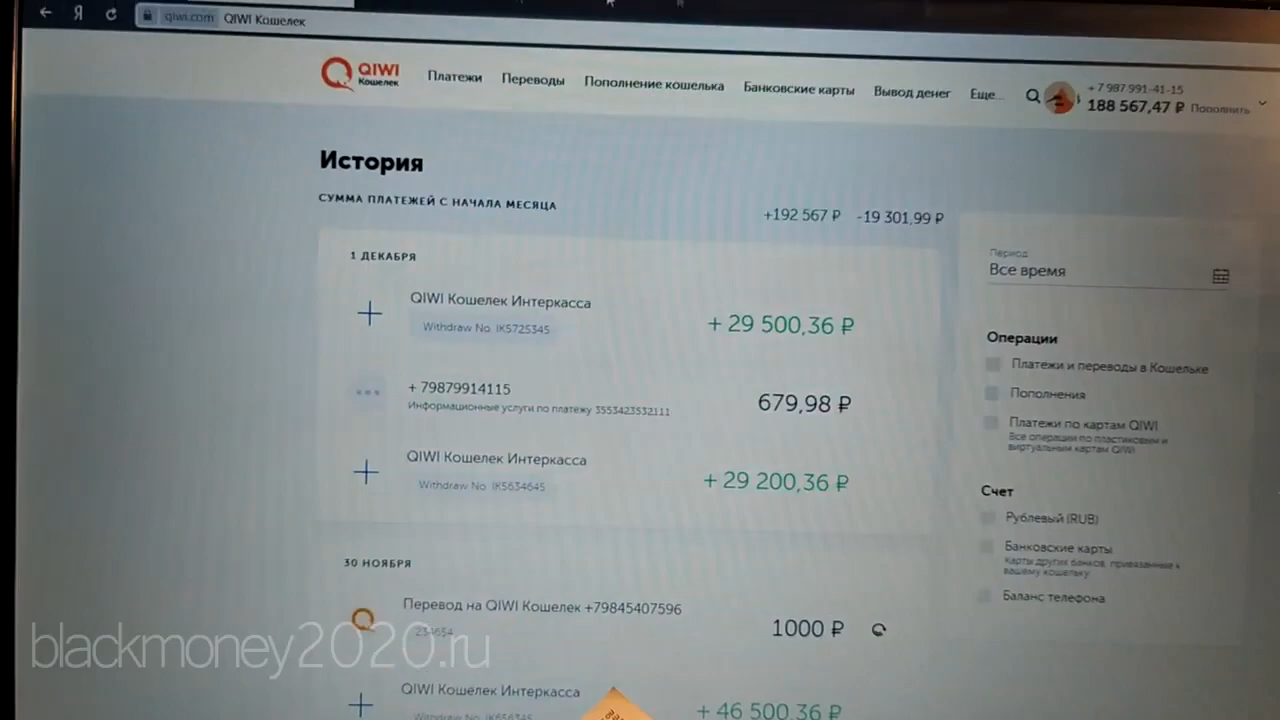 qiwi.com QIWI Кошелек
QIWI Кошелек
Платежи Переводы Пополнение кошелька Банковские карты Вывод денег Еще...
+7 987 991-41-15
188 567,47 ₽ Пополнить
История
СУММА ПЛАТЕЖЕЙ С НАЧАЛА МЕСЯЦА
+192 567 ₽ -19 301,99 ₽
1 ДЕКАБРЯ
QIWI Кошелек Интеркасса
Withdraw No. IK5725345
+ 29 500,36 ₽
+ 79879914115
Информационные услуги по платежу 3553423532111
679,98 ₽
QIWI Кошелек Интеркасса
Withdraw No. IK5634645
+ 29 200,36 ₽
30 НОЯБРЯ
Перевод на QIWI Кошелек +79845407596
234654
1000 ₽
QIWI Кошелек Интеркасса
Withdraw No. IK656345
+ 46 500,36 ₽
Период
Все время
Операции
Платежи и переводы в Кошельке
Пополнения
Платежи по картам QIWI
Все операции по пластиковым и
виртуальным картам QIWI
Счет
Рублевый (RUB)
Банковские карты
Карты других банков, привязанные к
вашему кошельку
Баланс телефона
blackmoney2020.ru